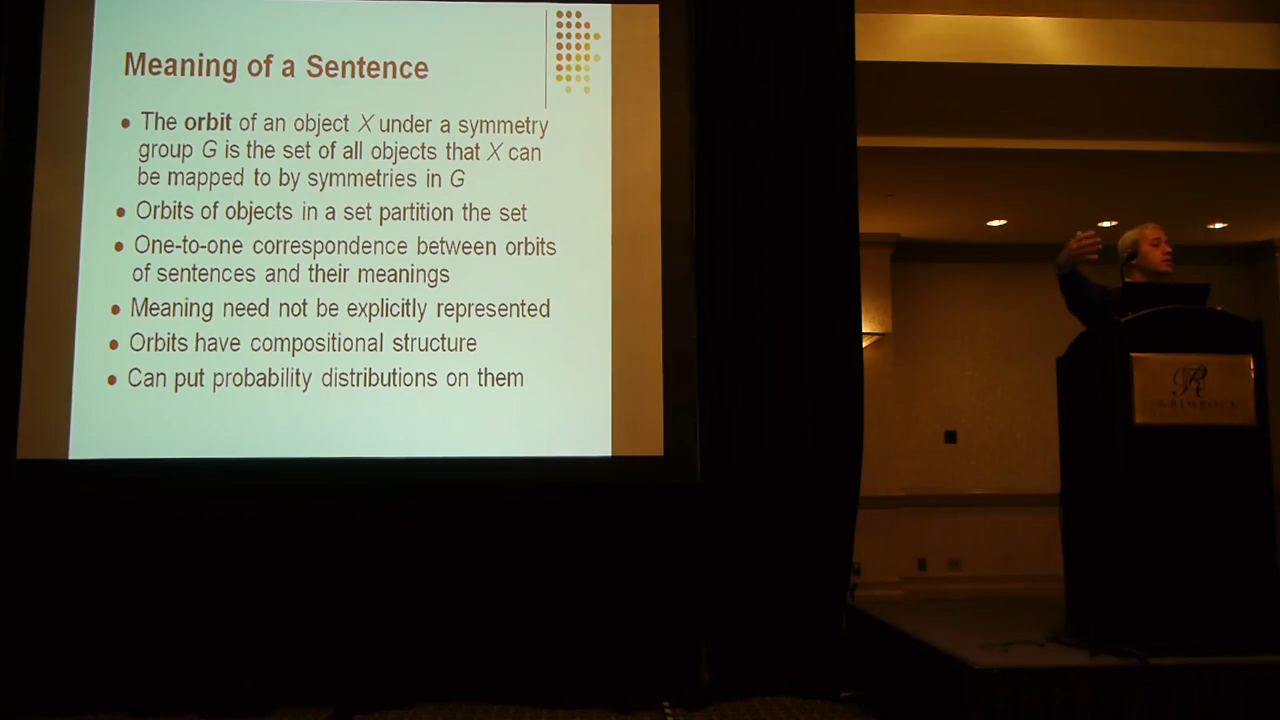 Meaning of a Sentence
• The orbit of an object X under a symmetry
group G is the set of all objects that X can
be mapped to by symmetries in G
• Orbits of objects in a set partition the set
• One-to-one correspondence between orbits
of sentences and their meanings
• Meaning need not be explicitly represented
• Orbits have compositional structure
• Can put probability distributions on them
R
RIMROCK